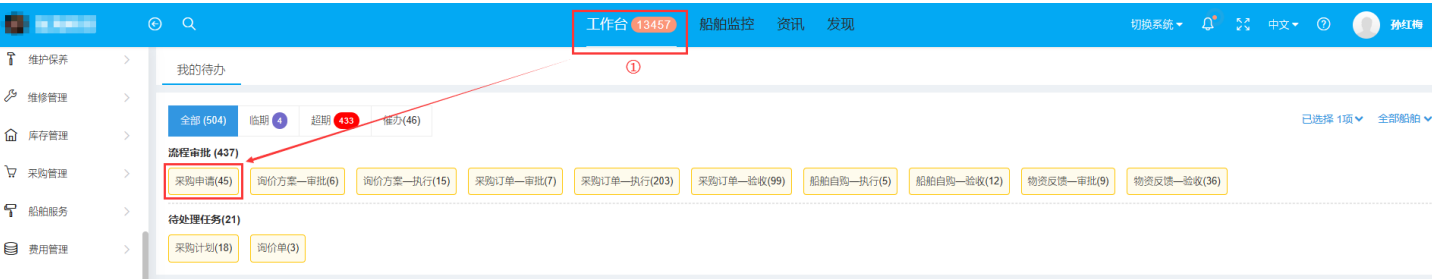 工作台 13457 船舶监控 资讯 发现 切换系统 中文 孙红梅
①
维护保养
维修管理
库存管理
采购管理
船舶服务
费用管理
我的待办
全部 (504) 临期 4 超期 433 催办(46) 已选择 1项 全部船舶
流程审批 (437)
采购申请(45) 询价方案—审批(6) 询价方案—执行(15) 采购订单—审批(7) 采购订单—执行(203) 采购订单—验收(99) 船舶自购—执行(5) 船舶自购—验收(12) 物资反馈—审批(9) 物资反馈—验收(36)
待处理任务(21)
采购计划(18) 询价单(3)